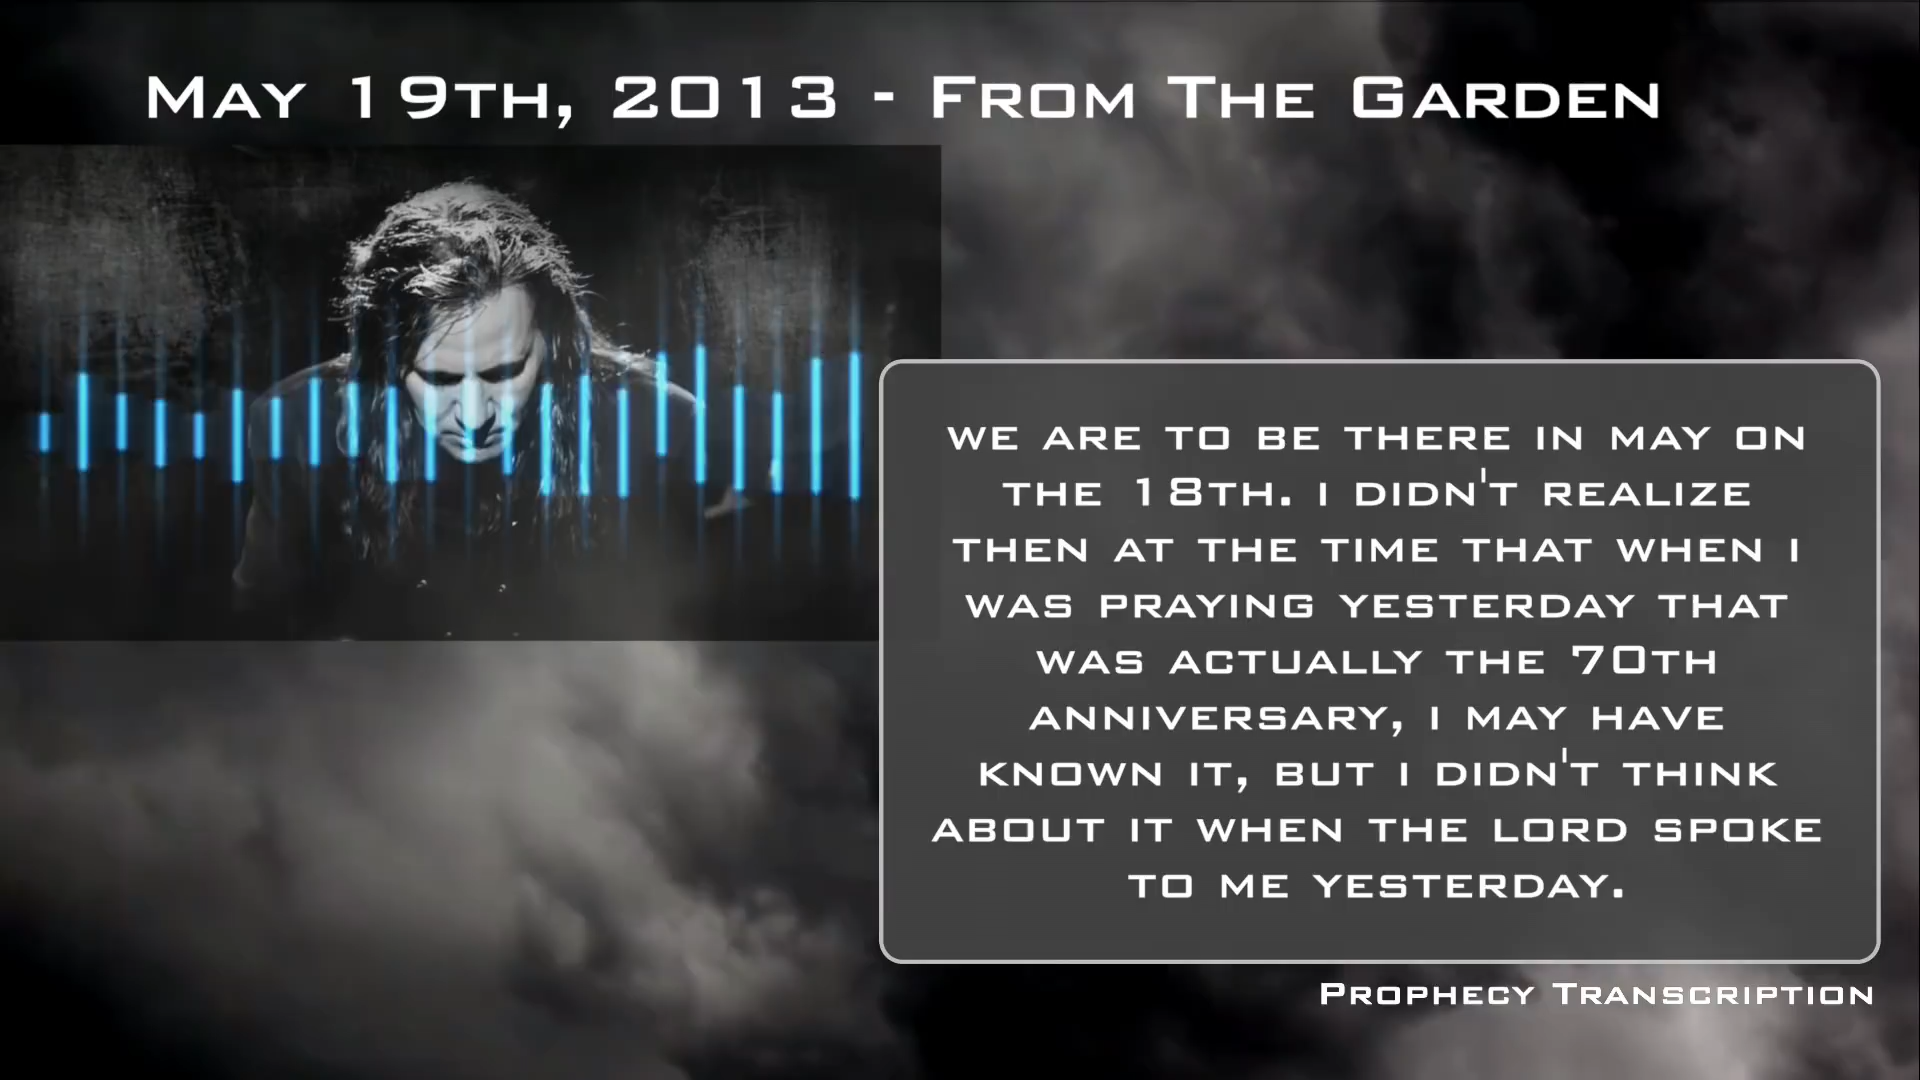 May 19th, 2013 - From The Garden
WE ARE TO BE THERE IN MAY ON
THE 18TH. I DIDN'T REALIZE
THEN AT THE TIME THAT WHEN I
WAS PRAYING YESTERDAY THAT
WAS ACTUALLY THE 70TH
ANNIVERSARY, I MAY HAVE
KNOWN IT, BUT I DIDN'T THINK
ABOUT IT WHEN THE LORD SPOKE
TO ME YESTERDAY.
Prophecy Transcription